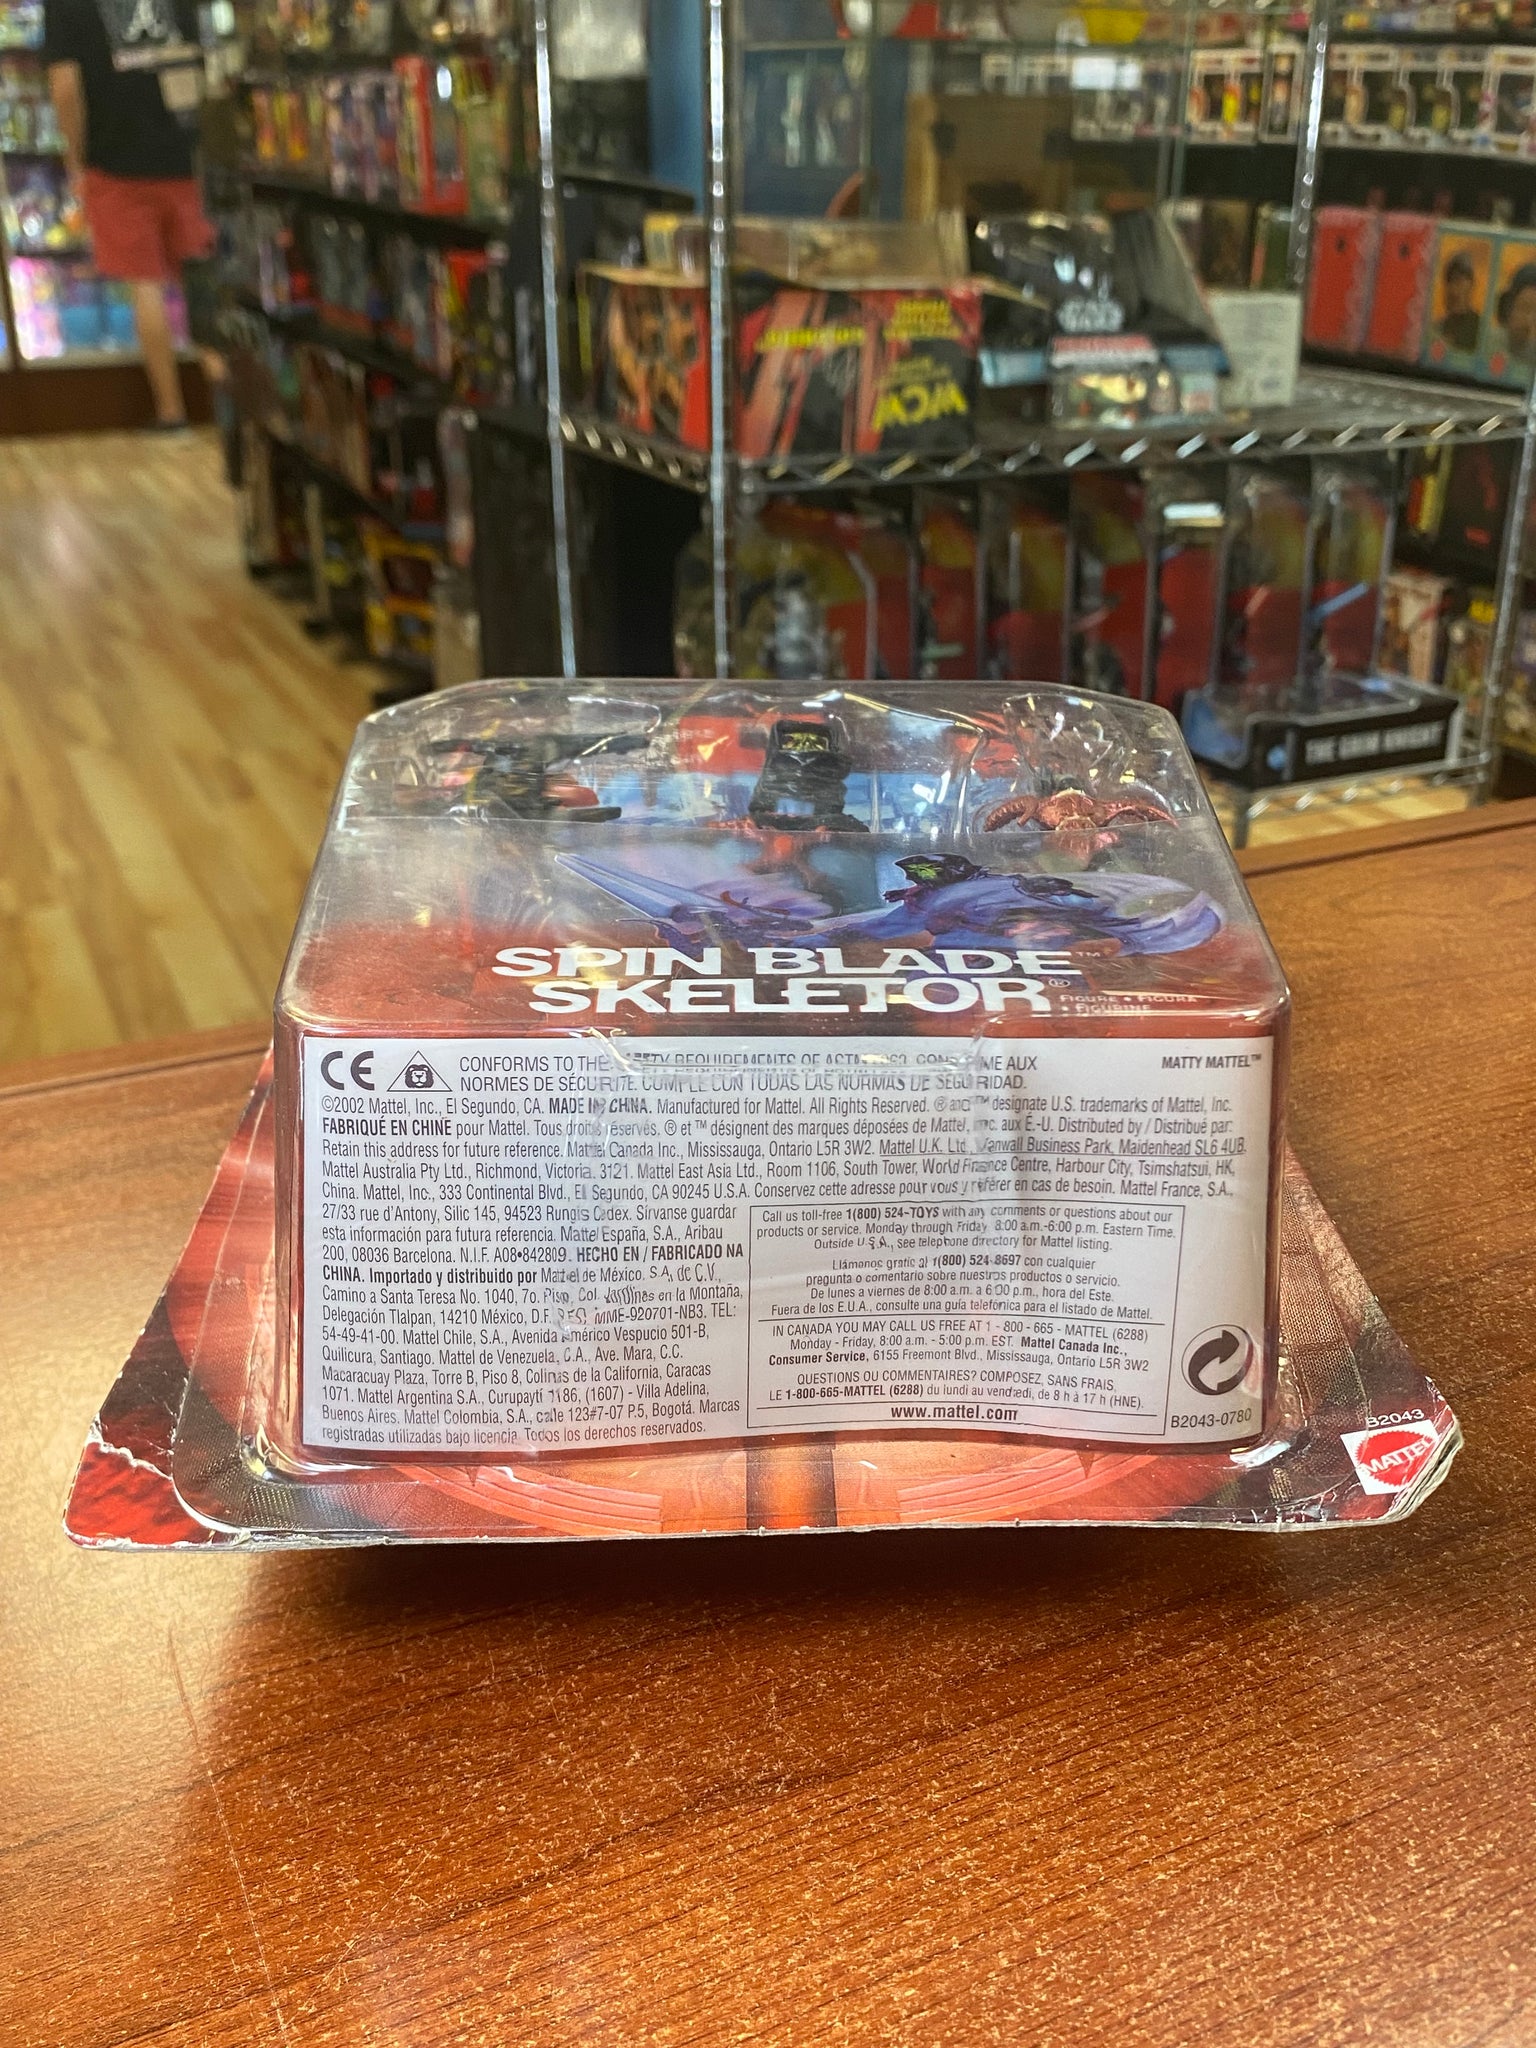 WCW
STAR
WARS
THE GRIM KNIGHT
SPIN BLADE™
SKELETOR®
FIGURE • FIGURA
• FIGURINE
CE CONFORMS TO THE SAFETY REQUIREMENTS OF ASTM F963. CONFORME AUX
NORMES DE SÉCURITÉ. CUMPLE CON TODAS LAS NORMAS DE SEGURIDAD.
MATTY MATTEL™
©2002 Mattel, Inc., El Segundo, CA. MADE IN CHINA. Manufactured for Mattel. All Rights Reserved. ® and ™ designate U.S. trademarks of Mattel, Inc.
FABRIQUÉ EN CHINE pour Mattel. Tous droits réservés. ® et ™ désignent des marques déposées de Mattel, Inc. aux É.-U. Distributed by / Distribué par:
Retain this address for future reference. Mattel Canada Inc., Mississauga, Ontario L5R 3W2. Mattel U.K. Ltd., Vanwall Business Park, Maidenhead SL6 4UB.
Mattel Australia Pty Ltd., Richmond, Victoria. 3121. Mattel East Asia Ltd., Room 1106, South Tower, World Finance Centre, Harbour City, Tsimshatsui, HK,
China. Mattel, Inc., 333 Continental Blvd., El Segundo, CA 90245 U.S.A. Conservez cette adresse pour vous y référer en cas de besoin. Mattel France, S.A.,
27/33 rue d'Antony, Silic 145, 94523 Rungis Cedex. Sírvanse guardar
esta información para futura referencia. Mattel España, S.A., Aribau
200, 08036 Barcelona. N.I.F. A08•842809. HECHO EN / FABRICADO NA
CHINA. Importado y distribuido por Mattel de México, S.A. de C.V.,
Camino a Santa Teresa No. 1040, 7o. Piso, Col. Jardines en la Montaña,
Delegación Tlalpan, 14210 México, D.F. MME-920701-NB3. TEL:
54-49-41-00. Mattel Chile, S.A., Avenida Américo Vespucio 501-B,
Quilicura, Santiago. Mattel de Venezuela, C.A., Ave. Mara, C.C.
Macaracuay Plaza, Torre B, Piso 8, Colinas de la California, Caracas
1071. Mattel Argentina S.A., Curupaytí 1186, (1607) - Villa Adelina,
Buenos Aires. Mattel Colombia, S.A., calle 123#7-07 P.5, Bogotá. Marcas
registradas utilizadas bajo licencia. Todos los derechos reservados.
Call us toll-free 1(800) 524-TOYS with any comments or questions about our
products or service. Monday through Friday 8:00 a.m.-6:00 p.m. Eastern Time.
Outside U.S.A., see telephone directory for Mattel listing.
Llámenos gratis al 1(800) 524-8697 con cualquier
pregunta o comentario sobre nuestros productos o servicio.
De lunes a viernes de 8:00 a.m. a 6:00 p.m., hora del Este.
Fuera de los E.U.A., consulte una guía telefónica para el listado de Mattel.
IN CANADA YOU MAY CALL US FREE AT 1 - 800 - 665 - MATTEL (6288)
Monday - Friday, 8:00 a.m. - 5:00 p.m. EST. Mattel Canada Inc.,
Consumer Service, 6155 Freemont Blvd., Mississauga, Ontario L5R 3W2
QUESTIONS OU COMMENTAIRES? COMPOSEZ, SANS FRAIS,
LE 1-800-665-MATTEL (6288) du lundi au vendredi, de 8 h à 17 h (HNE).
www.mattel.com
B2043-0780
B2043
MATTEL